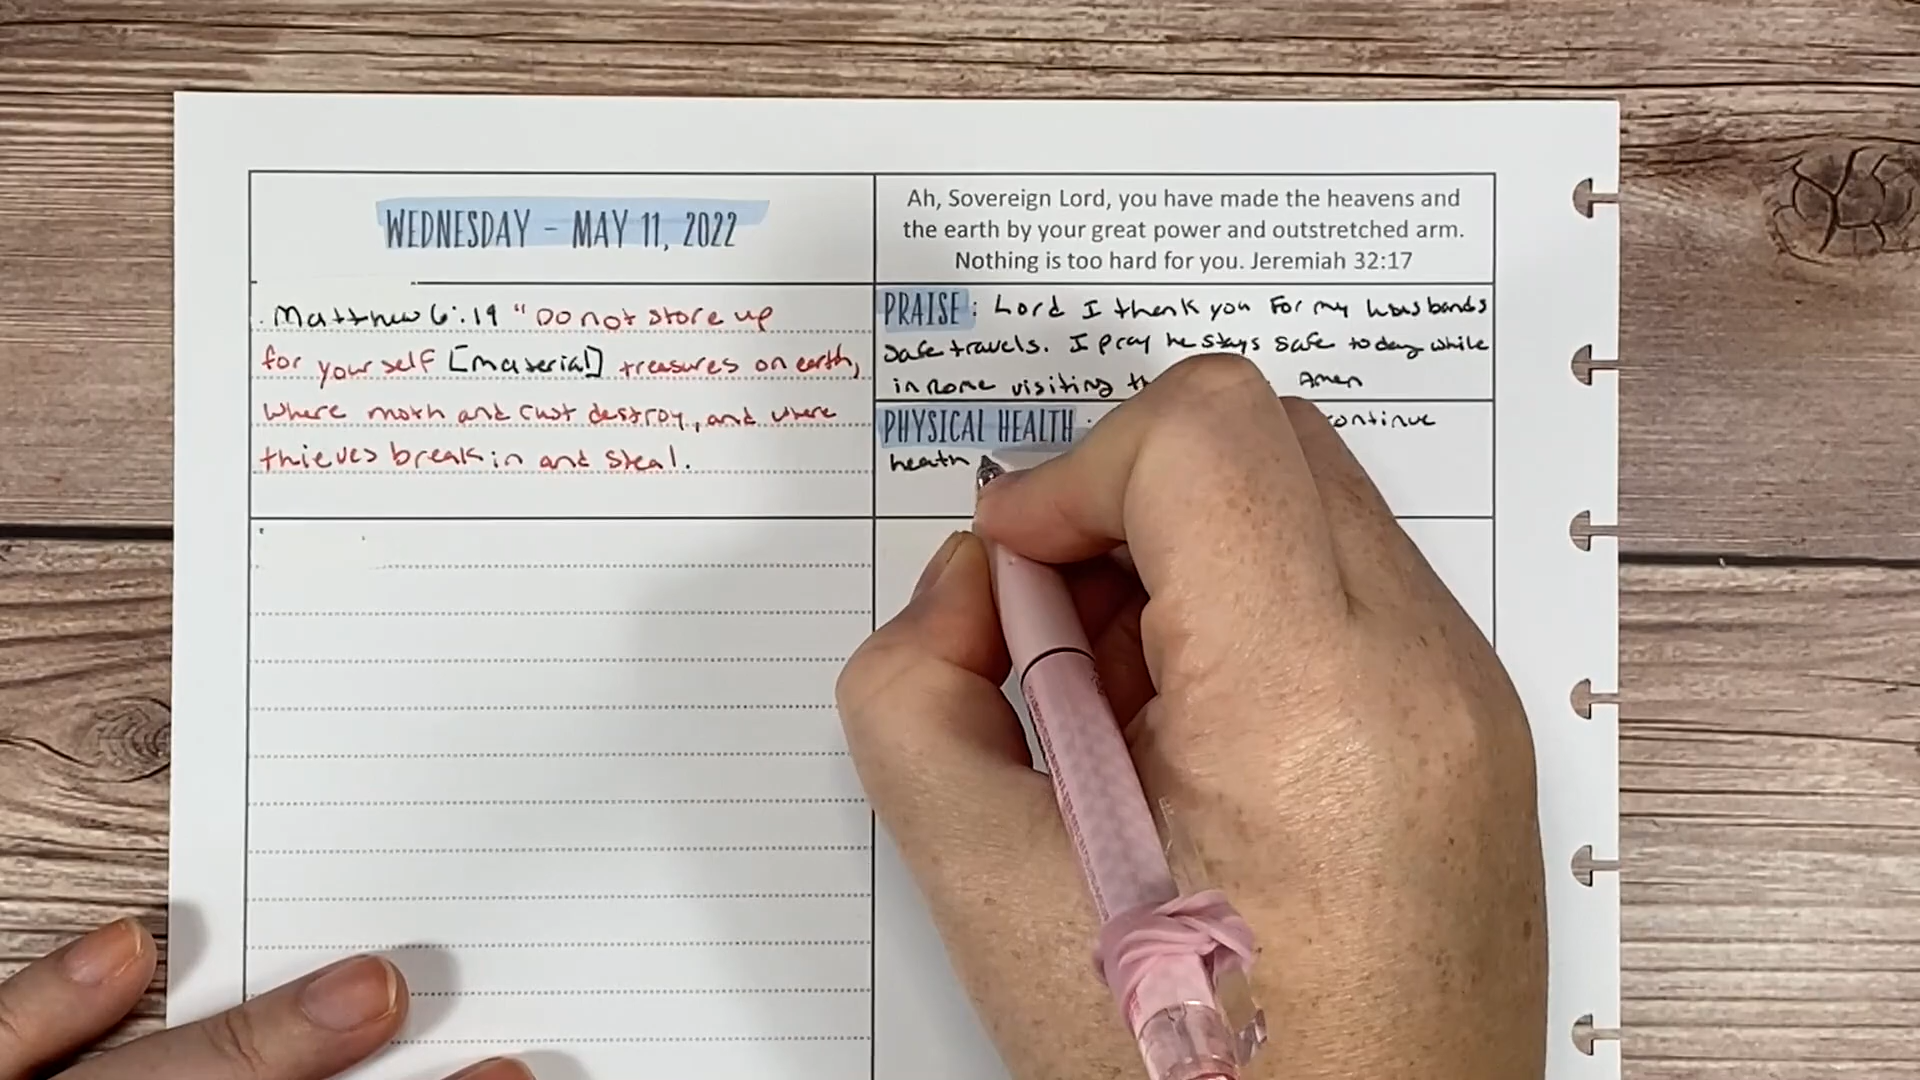 WEDNESDAY - MAY 11, 2022
Matthew 6:19 "Do not store up
for yourself [material] treasures on earth,
where moth and rust destroy, and where
thieves break in and steal.
Ah, Sovereign Lord, you have made the heavens and
the earth by your great power and outstretched arm.
Nothing is too hard for you. Jeremiah 32:17
PRAISE: Lord I thank you For my husbands
safe travels. I pray he stays safe today while
in Rome visiting Amen
PHYSICAL HEALTH: continue
heath